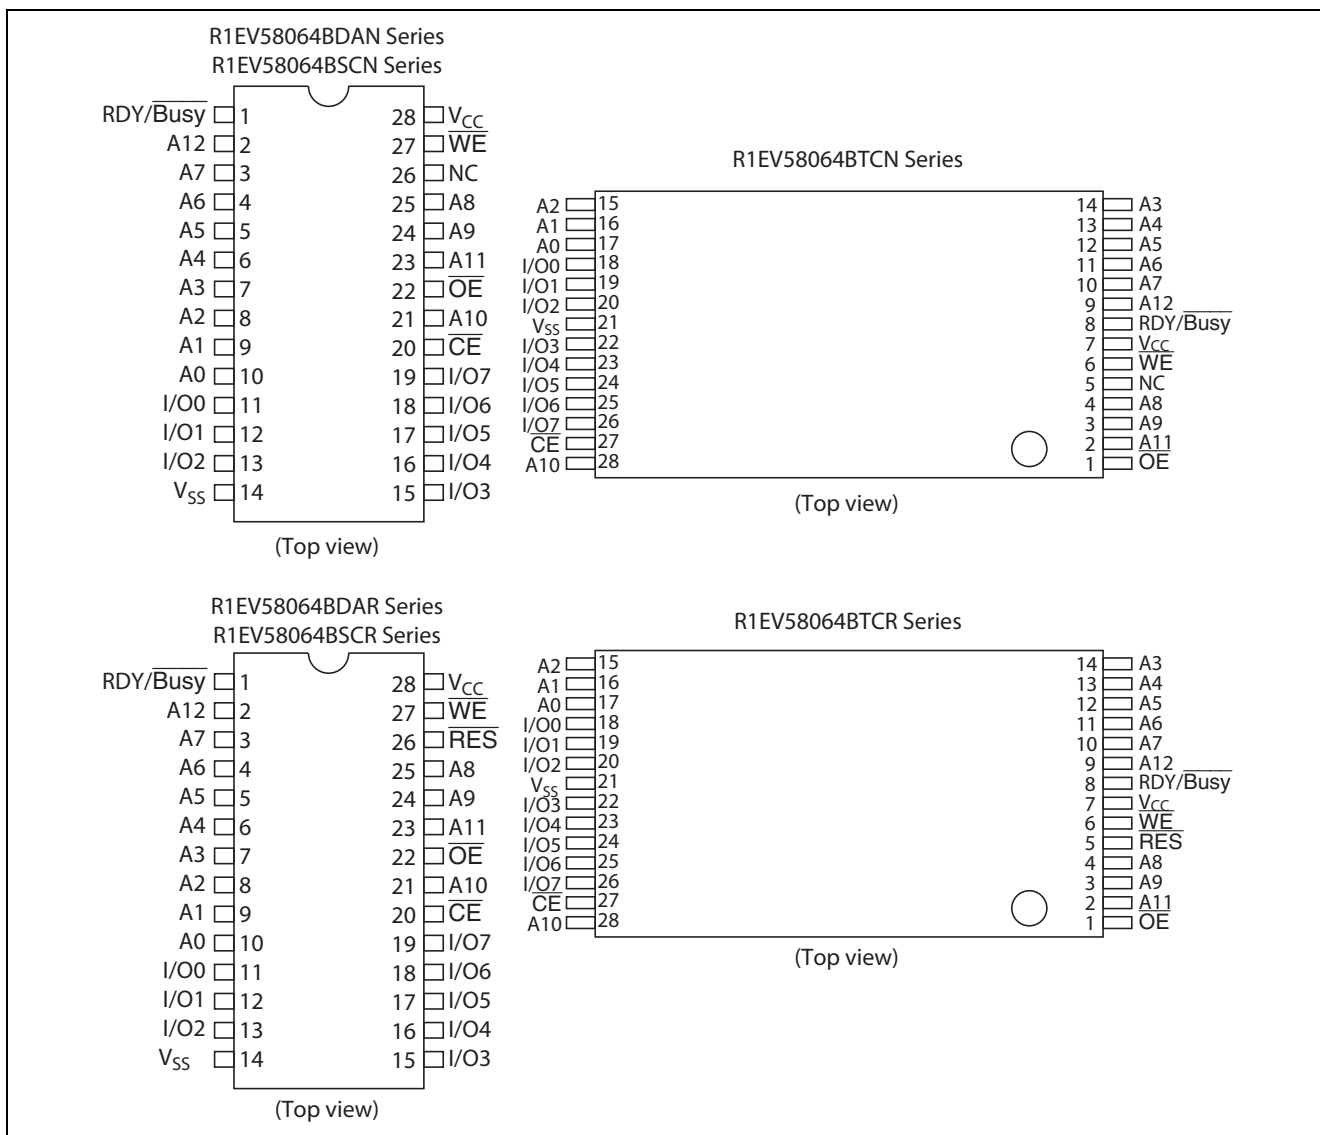 R1EV58064BDAN Series
R1EV58064BSCN Series
RDY/Busy 1 28 VCC
A12 2 27 WE
A7 3 26 NC
A6 4 25 A8
A5 5 24 A9
A4 6 23 A11
A3 7 22 OE
A2 8 21 A10
A1 9 20 CE
A0 10 19 I/O7
I/O0 11 18 I/O6
I/O1 12 17 I/O5
I/O2 13 16 I/O4
VSS 14 15 I/O3
(Top view)
R1EV58064BTCN Series
A2 15 14 A3
A1 16 13 A4
A0 17 12 A5
I/O0 18 11 A6
I/O1 19 10 A7
I/O2 20 9 A12
VSS 21 8 RDY/Busy
I/O3 22 7 VCC
I/O4 23 6 WE
I/O5 24 5 NC
I/O6 25 4 A8
I/O7 26 3 A9
CE 27 2 A11
A10 28 1 OE
(Top view)
R1EV58064BDAR Series
R1EV58064BSCR Series
RDY/Busy 1 28 VCC
A12 2 27 WE
A7 3 26 RES
A6 4 25 A8
A5 5 24 A9
A4 6 23 A11
A3 7 22 OE
A2 8 21 A10
A1 9 20 CE
A0 10 19 I/O7
I/O0 11 18 I/O6
I/O1 12 17 I/O5
I/O2 13 16 I/O4
VSS 14 15 I/O3
(Top view)
R1EV58064BTCR Series
A2 15 14 A3
A1 16 13 A4
A0 17 12 A5
I/O0 18 11 A6
I/O1 19 10 A7
I/O2 20 9 A12
VSS 21 8 RDY/Busy
I/O3 22 7 VCC
I/O4 23 6 WE
I/O5 24 5 RES
I/O6 25 4 A8
I/O7 26 3 A9
CE 27 2 A11
A10 28 1 OE
(Top view)